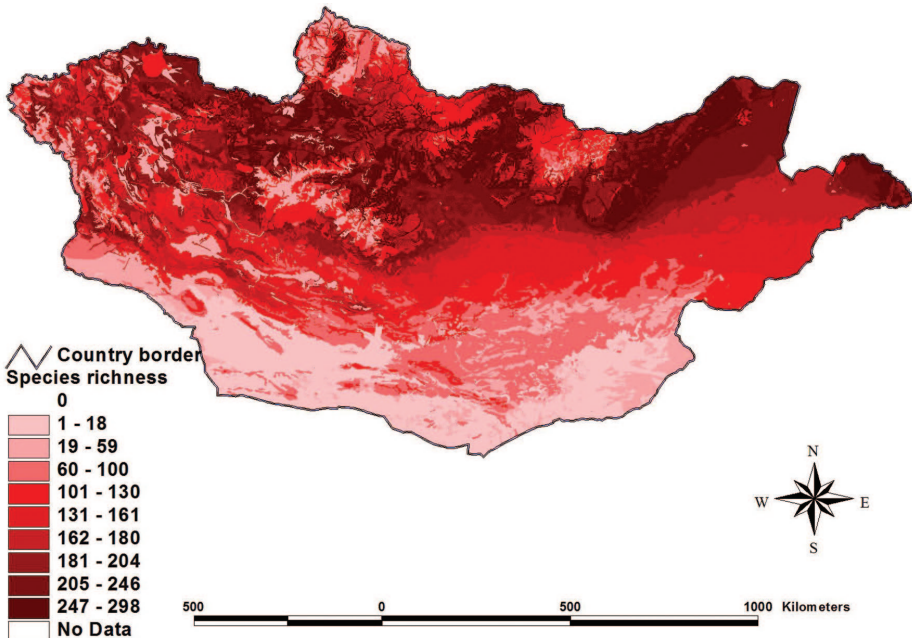 Country border
Species richness
0
1 - 18
19 - 59
60 - 100
101 - 130
131 - 161
162 - 180
181 - 204
205 - 246
247 - 298
No Data
N
W E
S
500 0 500 1000 Kilometers